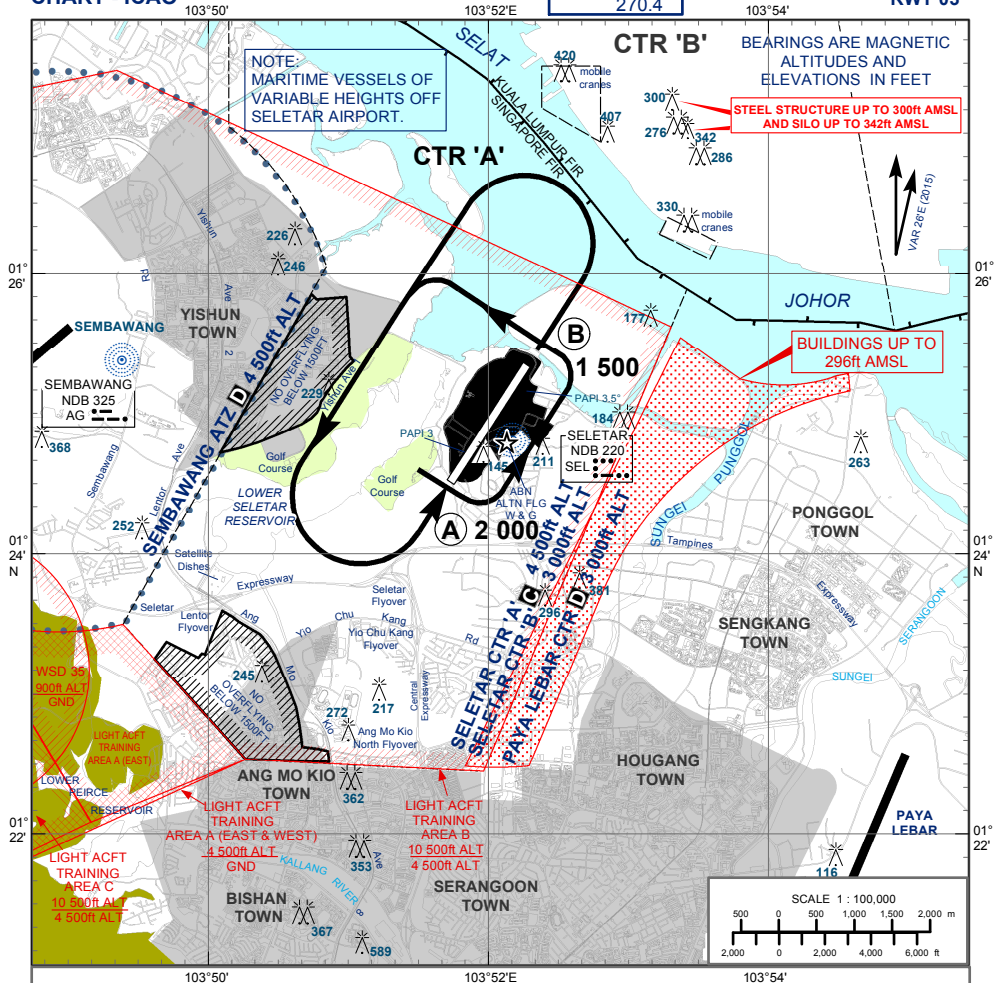 CHART - ICAO
270.4
RWY 03
103°50'
103°52'E
103°54'
SELAT
CTR 'B'
BEARINGS ARE MAGNETIC
ALTITUDES AND
ELEVATIONS IN FEET
NOTE:
MARITIME VESSELS OF
VARIABLE HEIGHTS OFF
SELETAR AIRPORT.
420
mobile
cranes
407
KUALA LUMPUR FIR
SINGAPORE FIR
300
276
342
286
STEEL STRUCTURE UP TO 300ft AMSL
AND SILO UP TO 342ft AMSL
CTR 'A'
VAR 26'E (2015)
330
mobile
cranes
Yishun
Ave
2
Rd
226
246
01°
26'
01°
26'
JOHOR
177
YISHUN
TOWN
SEMBAWANG
SEMBAWANG
NDB 325
AG
368
NO OVERFLYING
BELOW 1500FT
229
Yishun Ave 1
B
1 500
BUILDINGS UP TO
296ft AMSL
PAPI 3.5°
PAPI 3
184
SELETAR
NDB 220
SEL
145
211
ABN
ALTN FLG
W & G
263
Golf
Course
Golf
Course
LOWER
SELETAR
RESERVOIR
SEMBAWANG ATZ D 4 500ft ALT
Sembawang
Lentor
Ave
252
A 2 000
SUNGEI
PUNGGOL
PONGGOL
TOWN
Tampines
01°
24'
N
01°
24'
N
Satellite
Dishes
Expressway
Seletar
Lentor
Flyover
Ang
Mo
Kio
Yio
Chu
Kang
Rd
Seletar
Flyover
Yio Chu Kang
Flyover
SELETAR CTR 'A' C 4 500ft ALT
SELETAR CTR 'B' C 3 000ft ALT
PAYA LEBAR CTR D 3 000ft ALT
296
381
Expressway
SENGKANG
TOWN
SERANGOON
SUNGEI
WSD 35
900ft ALT
GND
245
NO
OVERFLYING
BELOW 1500FT
217
272
Central
Expressway
Ang Mo Kio
North Flyover
LIGHT ACFT
TRAINING
AREA A (EAST)
LOWER
PEIRCE
RESERVOIR
ANG MO KIO
TOWN
362
HOUGANG
TOWN
LIGHT ACFT
TRAINING
AREA A (EAST & WEST)
4 500ft ALT
GND
LIGHT ACFT
TRAINING
AREA B
10 500ft ALT
4 500ft ALT
PAYA
LEBAR
01°
22'
01°
22'
LIGHT ACFT
TRAINING
AREA C
10 500ft ALT
4 500ft ALT
353
Ave
8
KALLANG
RIVER
116
BISHAN
TOWN
367
589
SERANGOON
TOWN
SCALE 1 : 100,000
500 0 500 1,000 1,500 2,000 m
2,000 0 2,000 4,000 6,000 ft
103°50'
103°52'E
103°54'